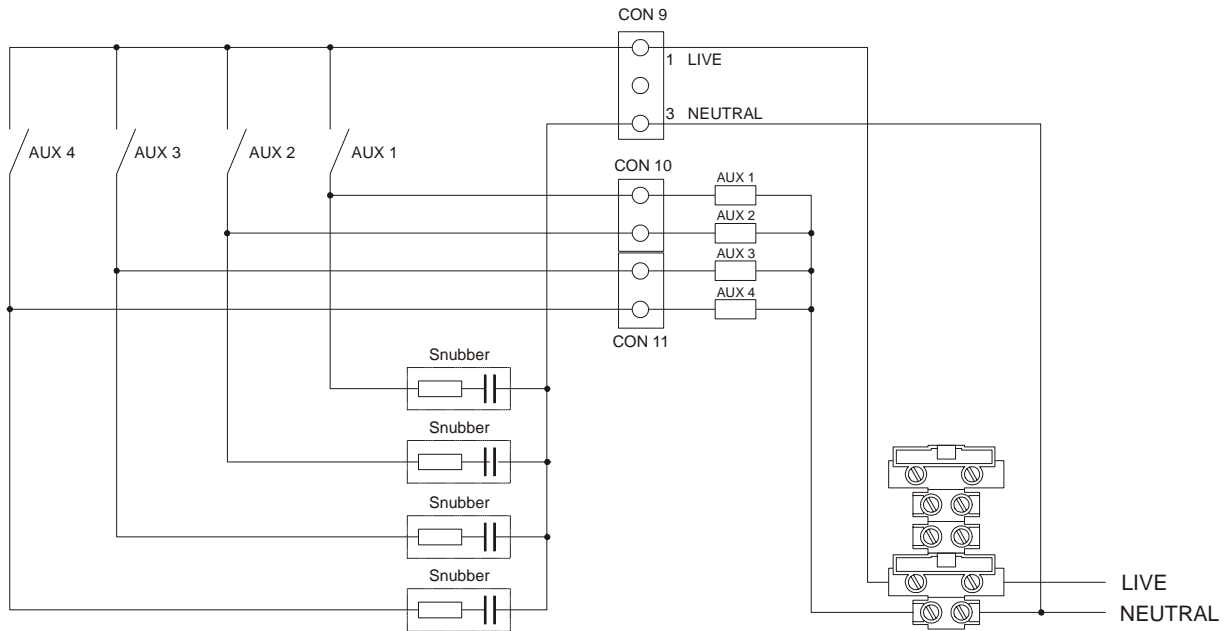 CON 9
1 LIVE
3 NEUTRAL
AUX 4
AUX 3
AUX 2
AUX 1
CON 10
AUX 1
AUX 2
AUX 3
AUX 4
CON 11
Snubber
Snubber
Snubber
Snubber
LIVE
NEUTRAL